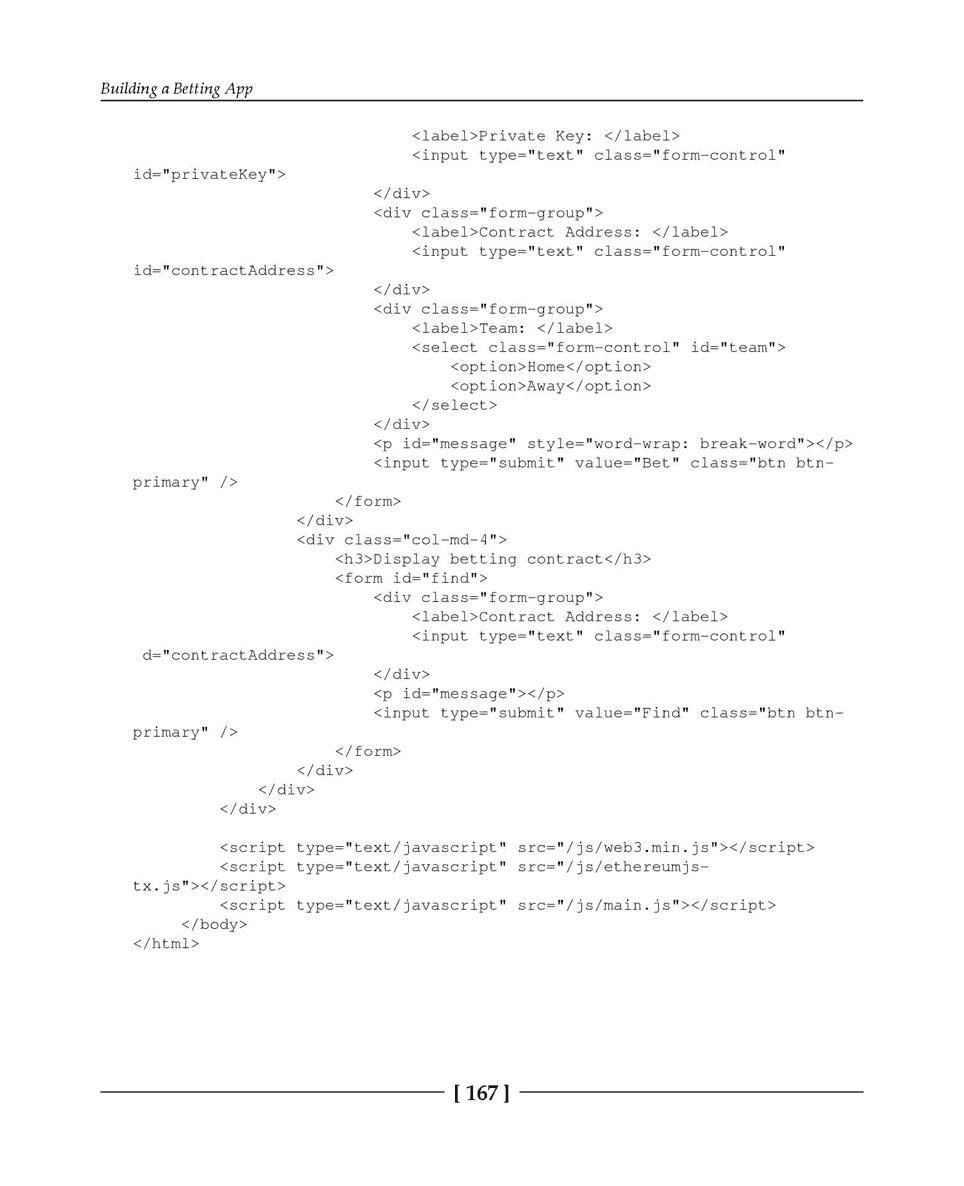 Building a Betting App
<label>Private Key: </label>
<input type="text" class="form-control"
id="privateKey">
</div>
<div class="form-group">
<label>Contract Address: </label>
<input type="text" class="form-control"
id="contractAddress">
</div>
<div class="form-group">
<label>Team: </label>
<select class="form-control" id="team">
<option>Home</option>
<option>Away</option>
</select>
</div>
<p id="message" style="word-wrap: break-word"></p>
<input type="submit" value="Bet" class="btn btn-
primary" />
</form>
</div>
<div class="col-md-4">
<h3>Display betting contract</h3>
<form id="find">
<div class="form-group">
<label>Contract Address: </label>
<input type="text" class="form-control"
d="contractAddress">
</div>
<p id="message"></p>
<input type="submit" value="Find" class="btn btn-
primary" />
</form>
</div>
</div>
</div>
<script type="text/javascript" src="/js/web3.min.js"></script>
<script type="text/javascript" src="/js/ethereumjs-
tx.js"></script>
<script type="text/javascript" src="/js/main.js"></script>
</body>
</html>
[ 167 ]